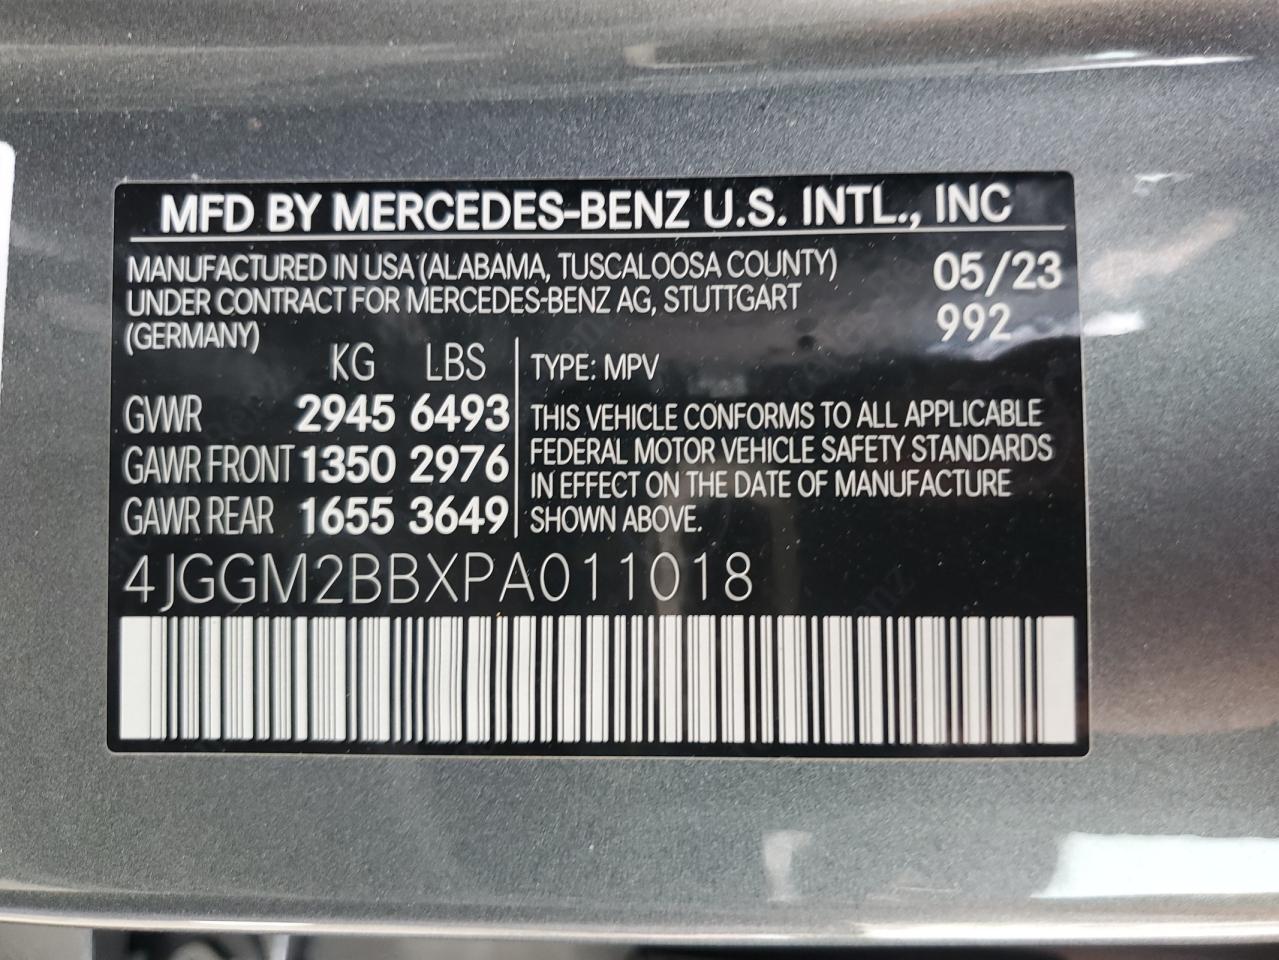 MFD BY MERCEDES-BENZ U.S. INTL., INC
MANUFACTURED IN USA (ALABAMA, TUSCALOOSA COUNTY) 05/23
UNDER CONTRACT FOR MERCEDES-BENZ AG, STUTTGART 992
(GERMANY)
KG LBS
GVWR 2945 6493
GAWR FRONT 1350 2976
GAWR REAR 1655 3649
TYPE: MPV
THIS VEHICLE CONFORMS TO ALL APPLICABLE
FEDERAL MOTOR VEHICLE SAFETY STANDARDS
IN EFFECT ON THE DATE OF MANUFACTURE
SHOWN ABOVE.
4JGGM2BBXPA011018